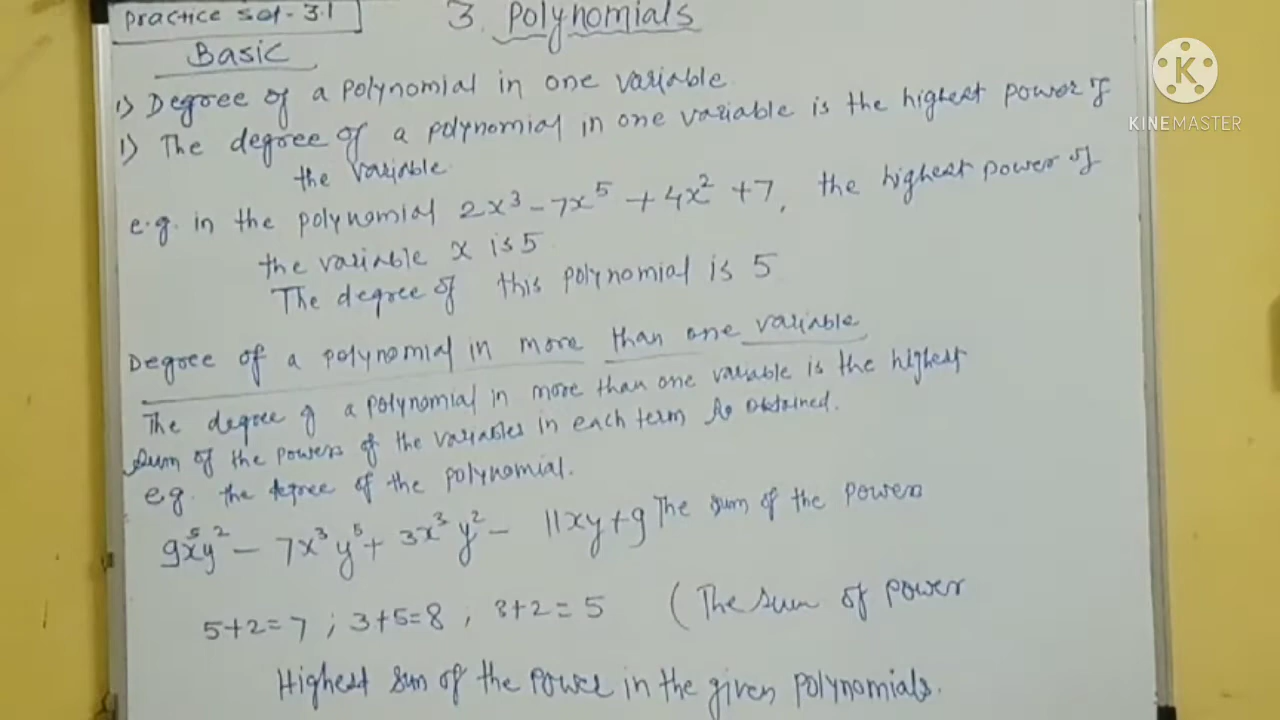 Practice set - 3.1
3. Polynomials
Basic
1) Degree of a polynomial in one variable
1) The degree of a polynomial in one variable is the highest power of
the variable.
e.g. in the polynomial 2x³ - 7x⁵ + 4x² + 7, the highest power of
the variable x is 5
The degree of this polynomial is 5
Degree of a polynomial in more than one variable
The degree of a polynomial in more than one variable is the highest
sum of the powers of the variables in each term is obtained.
e.g. the degree of the polynomial.
9x⁵y² - 7x³y⁵ + 3x³y² - 11xy + 9 The sum of the powers
5+2=7 ; 3+5=8 , 3+2=5 (The sum of power
Highest sum of the power in the given polynomials.
K
KINEMASTER